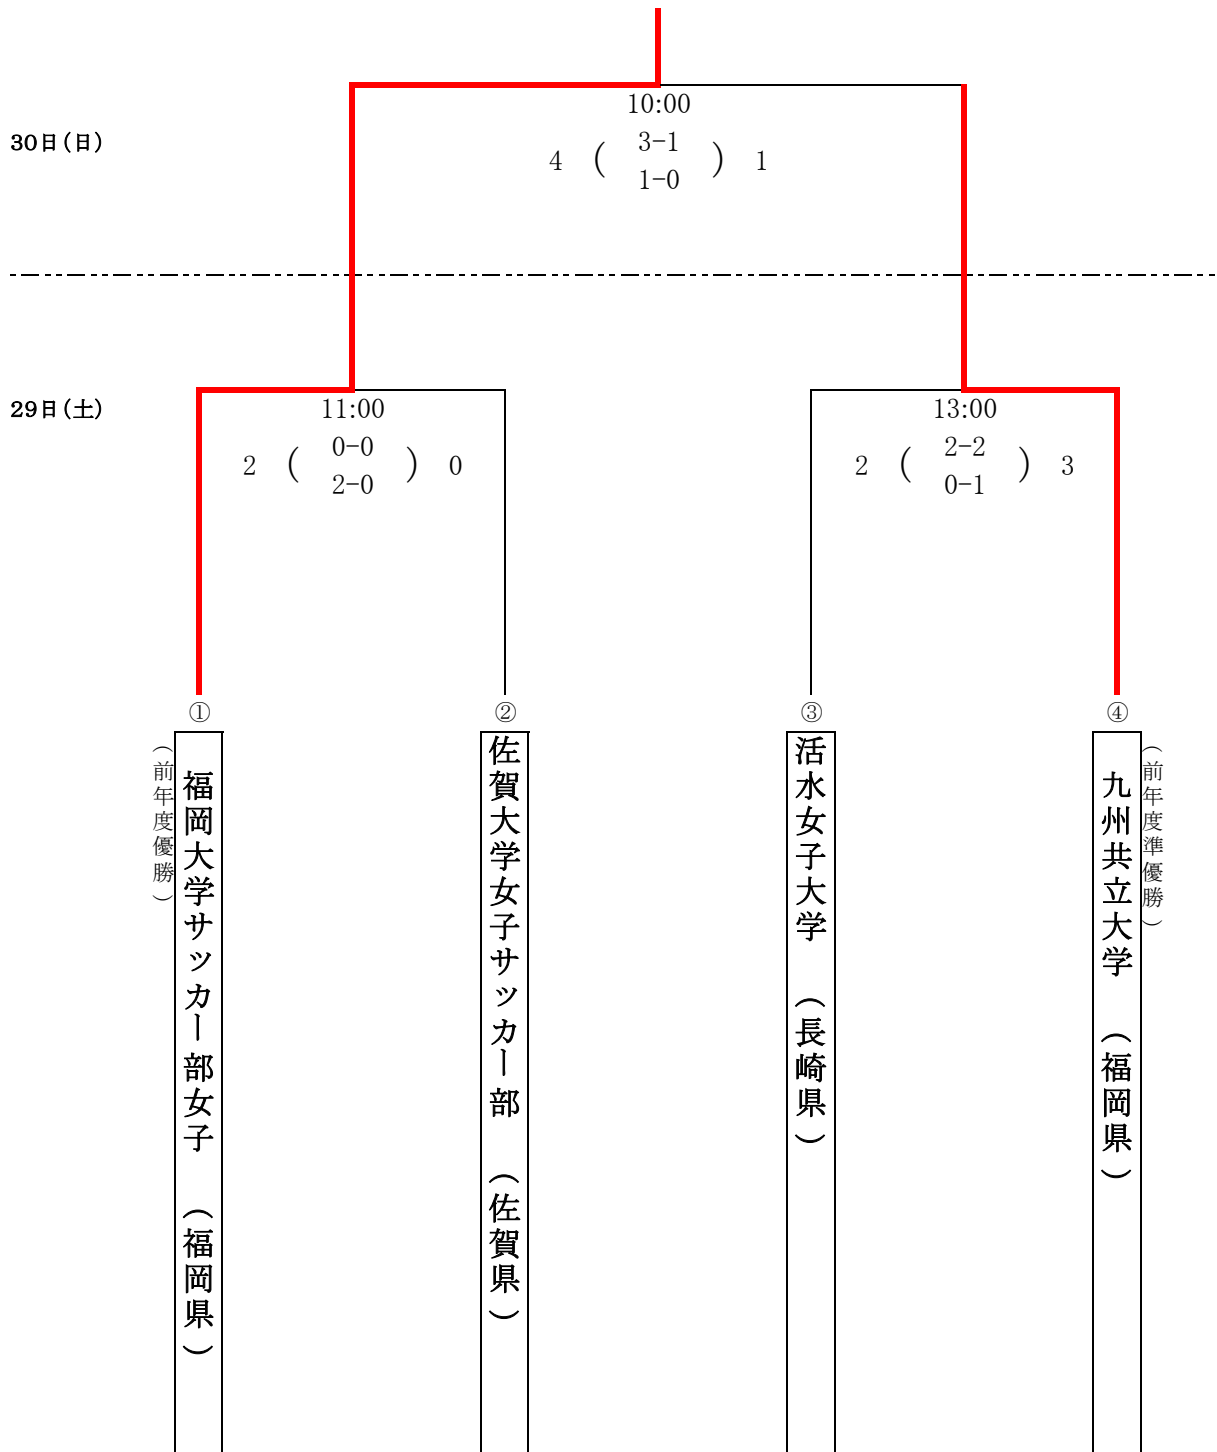 10:00
30日(日)
3-1
4 ( ) 1
1-0
29日(土)
11:00
13:00
0-0
2 ( ) 0
2-0
2-2
2 ( ) 3
0-1
①
②
③
④
(前年度優勝)
福岡大学サッカー部女子 (福岡県)
佐賀大学女子サッカー部 (佐賀県)
活水女子大学 (長崎県)
九州共立大学 (福岡県)
(前年度準優勝)